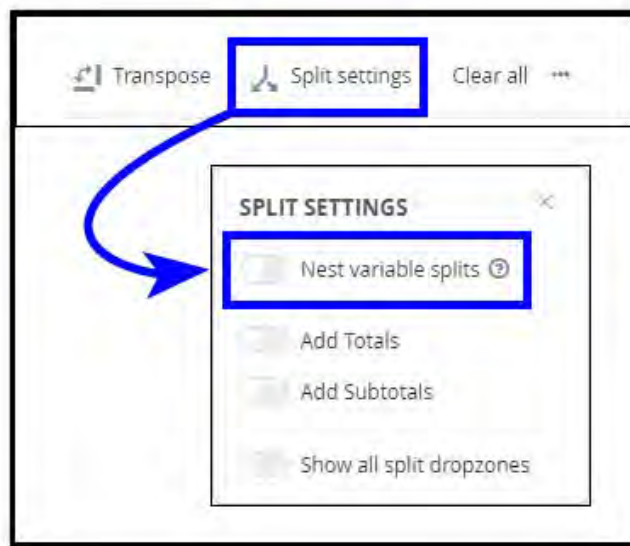 Transpose Split settings Clear all ...
SPLIT SETTINGS ×
Nest variable splits ?
Add Totals
Add Subtotals
Show all split dropzones